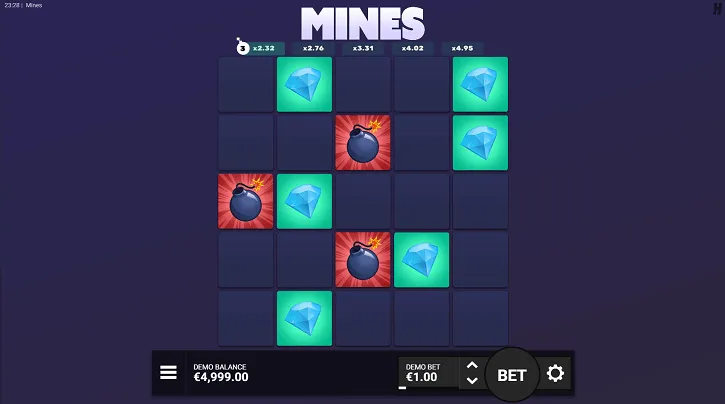 23:28 | Mines
MINES
3 x2.32 x2.76 x3.31 x4.02 x4.95
DEMO BALANCE
€4,999.00
DEMO BET
€1.00
BET